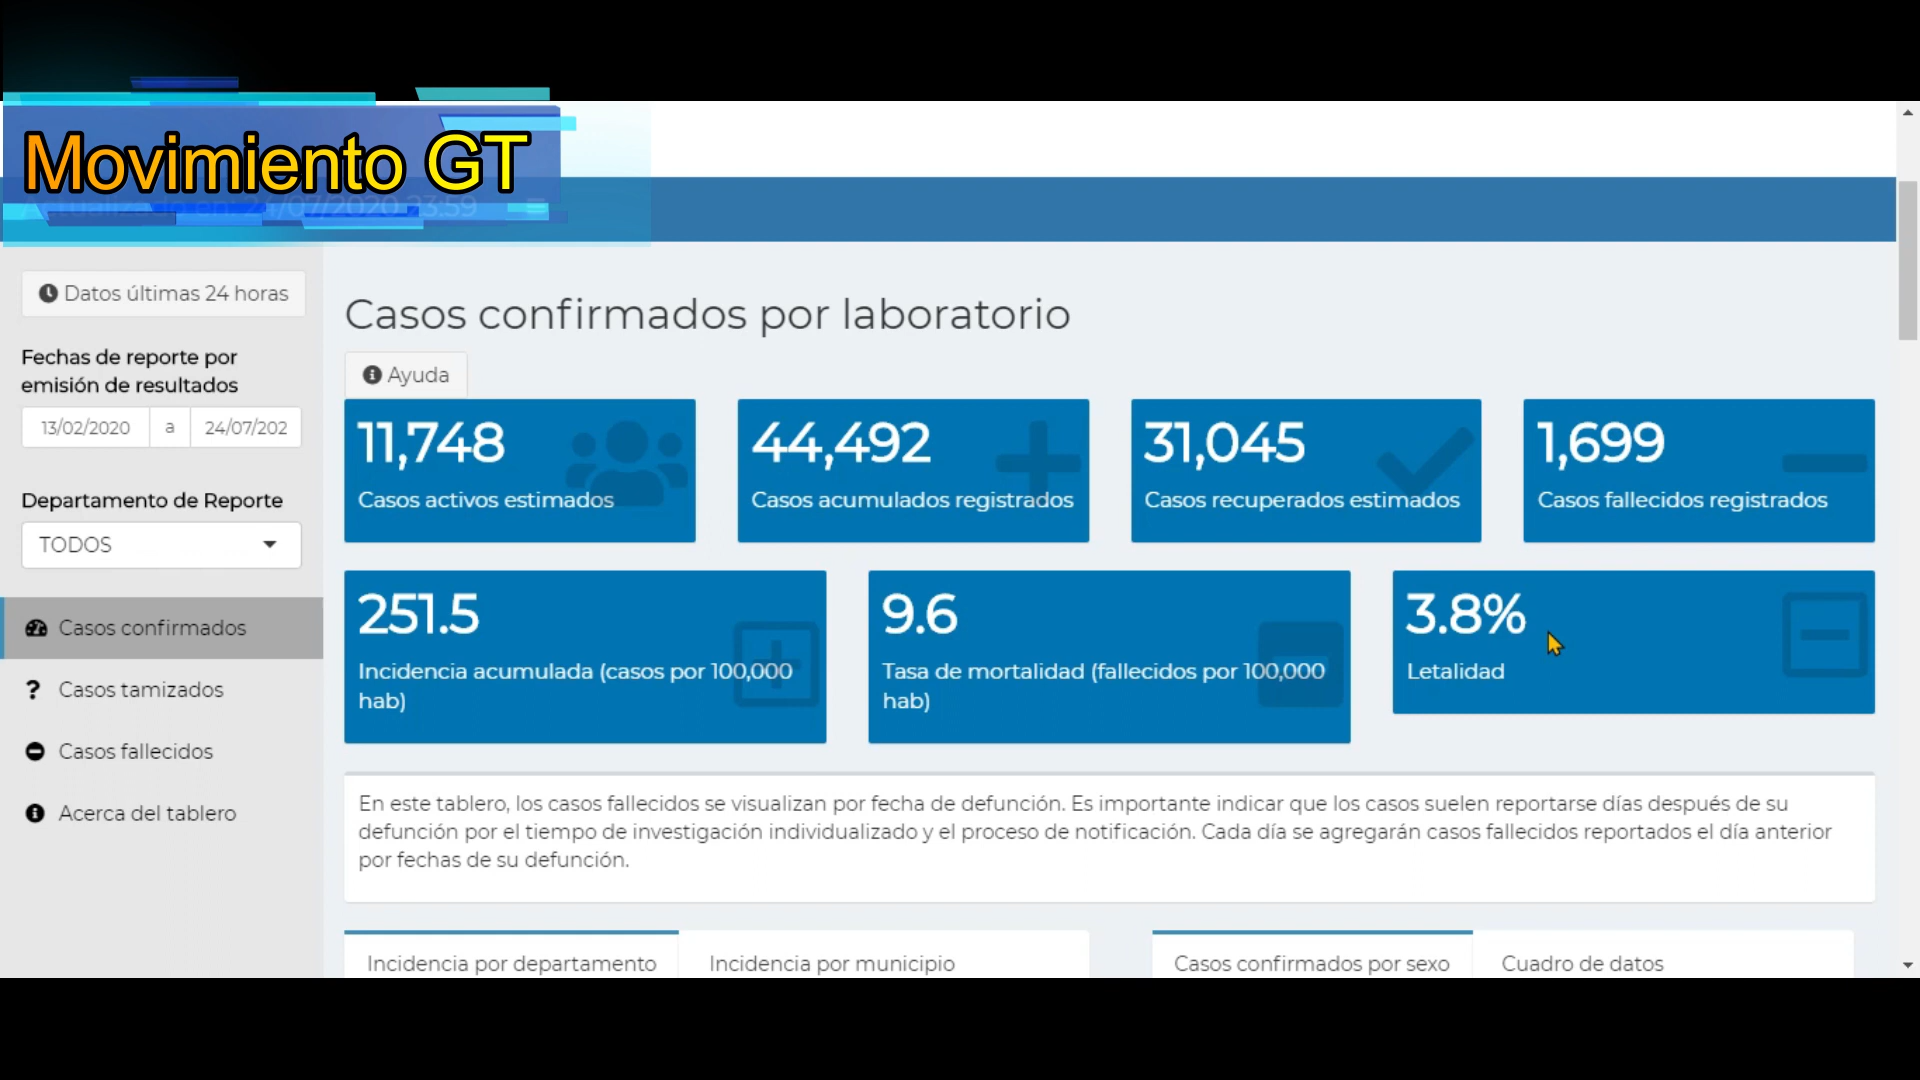 Movimiento GT
Actualizado en: 24/07/2020 23:59
Datos últimas 24 horas
Fechas de reporte por
emisión de resultados
13/02/2020 a 24/07/202
Departamento de Reporte
TODOS
Casos confirmados
? Casos tamizados
Casos fallecidos
Acerca del tablero
Casos confirmados por laboratorio
Ayuda
11,748
Casos activos estimados
44,492
Casos acumulados registrados
31,045
Casos recuperados estimados
1,699
Casos fallecidos registrados
251.5
Incidencia acumulada (casos por 100,000
hab)
9.6
Tasa de mortalidad (fallecidos por 100,000
hab)
3.8%
Letalidad
En este tablero, los casos fallecidos se visualizan por fecha de defunción. Es importante indicar que los casos suelen reportarse días después de su
defunción por el tiempo de investigación individualizado y el proceso de notificación. Cada día se agregarán casos fallecidos reportados el día anterior
por fechas de su defunción.
Incidencia por departamento
Incidencia por municipio
Casos confirmados por sexo
Cuadro de datos